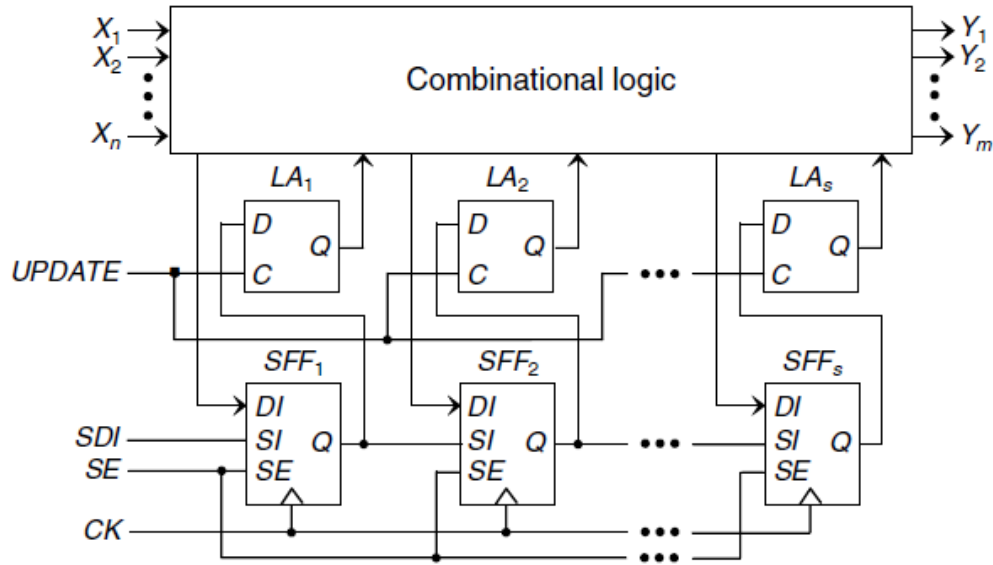 X1 Y1
X2 Y2
Combinational logic
Xn Ym
LA1 LA2 LAs
D D D
Q Q Q
UPDATE C C C
SFF1 SFF2 SFFs
DI DI DI
SDI SI Q SI Q SI Q
SE SE SE SE
CK